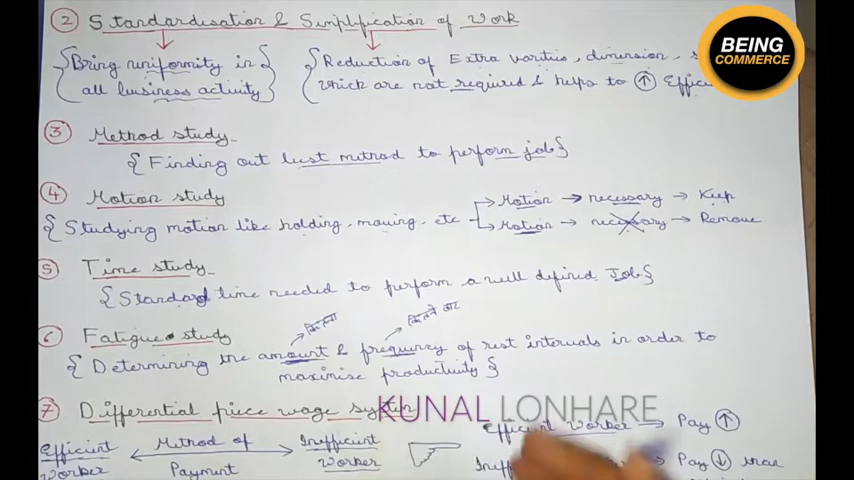 ② Standardisation & Simplification of work
{Bring uniformity in all business activity}
{Reduction of Extra varities, dimension,
which are not required & helps to ↑
BEING COMMERCE
③ Method study
{Finding out best method to perform job}
④ Motion study
{Studying motion like holding, moving, etc
Motion → necessary → Keep
Motion → necessary → Remove
⑤ Time study
{Standard time needed to perform a well defined Job}
⑥ Fatigue study
कितना
कितने बार
{Determining the amount & frequency of rest intervals in order to
maximise productivity}
⑦ Differential piece wage system
KUNAL LONHARE
Efficient Worker
Method of Payment
Inefficient Worker
Efficient Worker → Pay ↑
Pay ↓ than